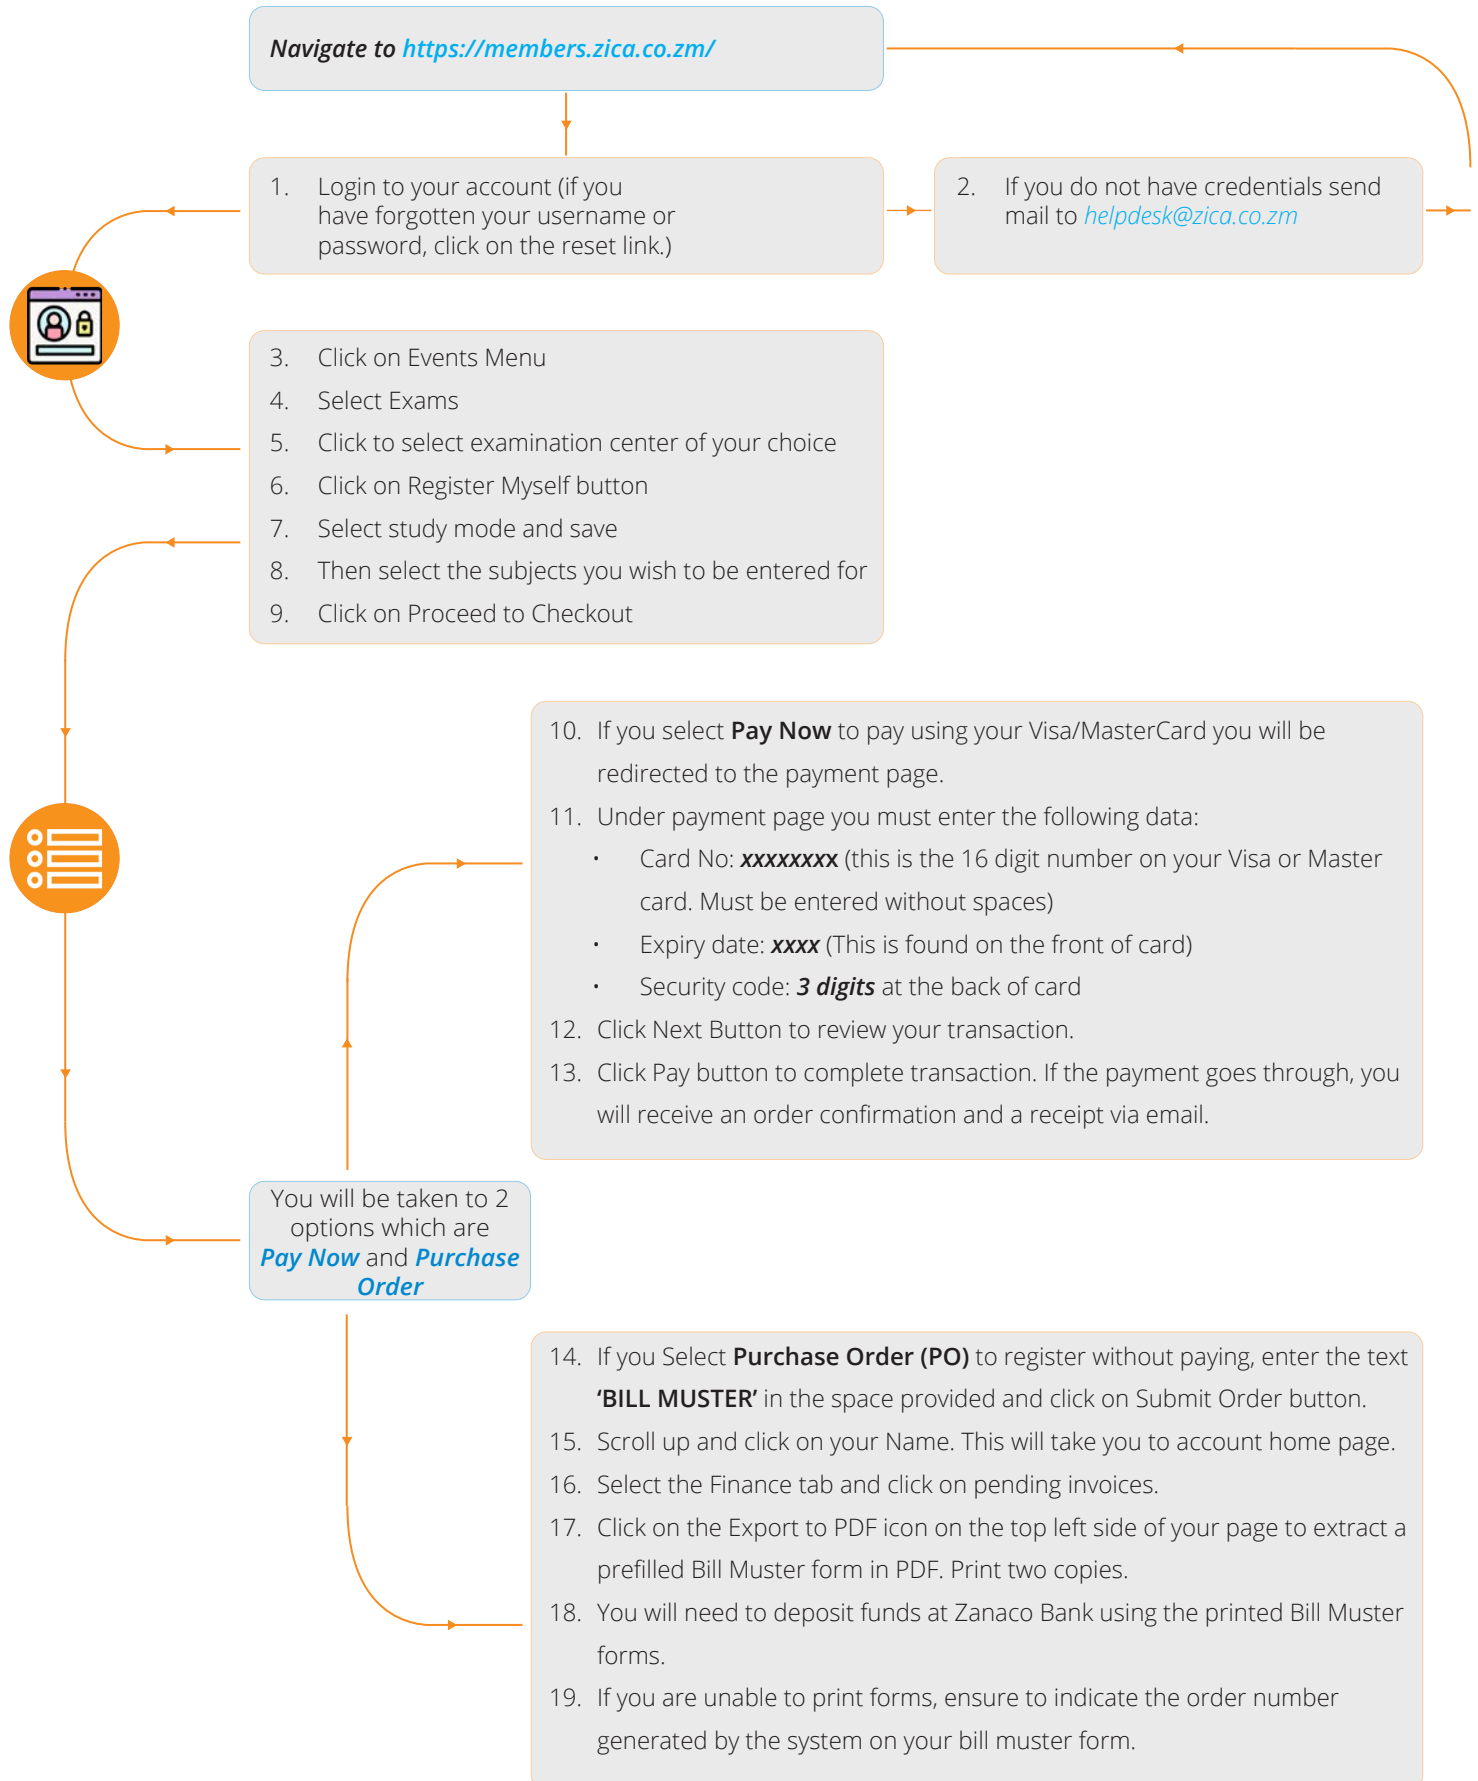 Navigate to https://members.zica.co.zm/
1. Login to your account (if you
have forgotten your username or
password, click on the reset link.)
2. If you do not have credentials send
mail to helpdesk@zica.co.zm
3. Click on Events Menu
4. Select Exams
5. Click to select examination center of your choice
6. Click on Register Myself button
7. Select study mode and save
8. Then select the subjects you wish to be entered for
9. Click on Proceed to Checkout
10. If you select Pay Now to pay using your Visa/MasterCard you will be
redirected to the payment page.
11. Under payment page you must enter the following data:
• Card No: xxxxxxxxx (this is the 16 digit number on your Visa or Master
card. Must be entered without spaces)
• Expiry date: xxxx (This is found on the front of card)
• Security code: 3 digits at the back of card
12. Click Next Button to review your transaction.
13. Click Pay button to complete transaction. If the payment goes through, you
will receive an order confirmation and a receipt via email.
You will be taken to 2
options which are
Pay Now and Purchase
Order
14. If you Select Purchase Order (PO) to register without paying, enter the text
‘BILL MUSTER’ in the space provided and click on Submit Order button.
15. Scroll up and click on your Name. This will take you to account home page.
16. Select the Finance tab and click on pending invoices.
17. Click on the Export to PDF icon on the top left side of your page to extract a
prefilled Bill Muster form in PDF. Print two copies.
18. You will need to deposit funds at Zanaco Bank using the printed Bill Muster
forms.
19. If you are unable to print forms, ensure to indicate the order number
generated by the system on your bill muster form.